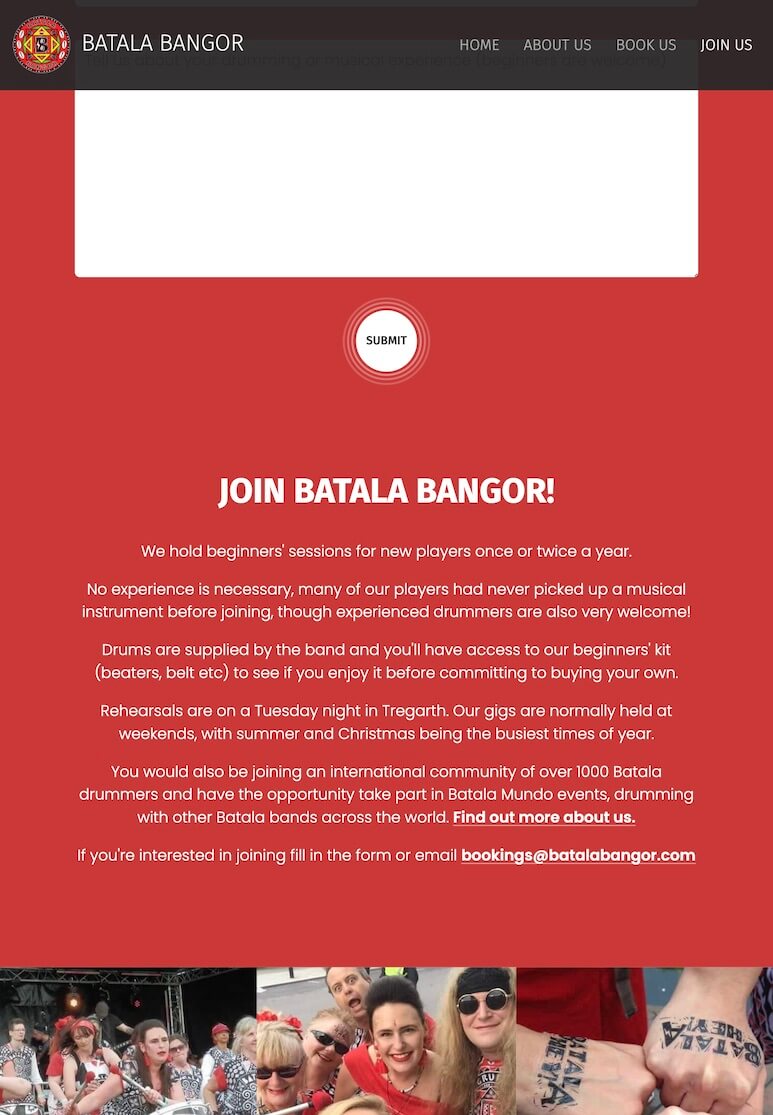 BATALA BANGOR
HOME ABOUT US BOOK US JOIN US
Tell us about your drumming or musical experience (beginners are welcome)
SUBMIT
JOIN BATALA BANGOR!
We hold beginners' sessions for new players once or twice a year.
No experience is necessary, many of our players had never picked up a musical
instrument before joining, though experienced drummers are also very welcome!
Drums are supplied by the band and you'll have access to our beginners' kit
(beaters, belt etc) to see if you enjoy it before committing to buying your own.
Rehearsals are on a Tuesday night in Tregarth. Our gigs are normally held at
weekends, with summer and Christmas being the busiest times of year.
You would also be joining an international community of over 1000 Batala
drummers and have the opportunity take part in Batala Mundo events, drumming
with other Batala bands across the world. Find out more about us.
If you're interested in joining fill in the form or email bookings@batalabangor.com
BATALA
BATALA